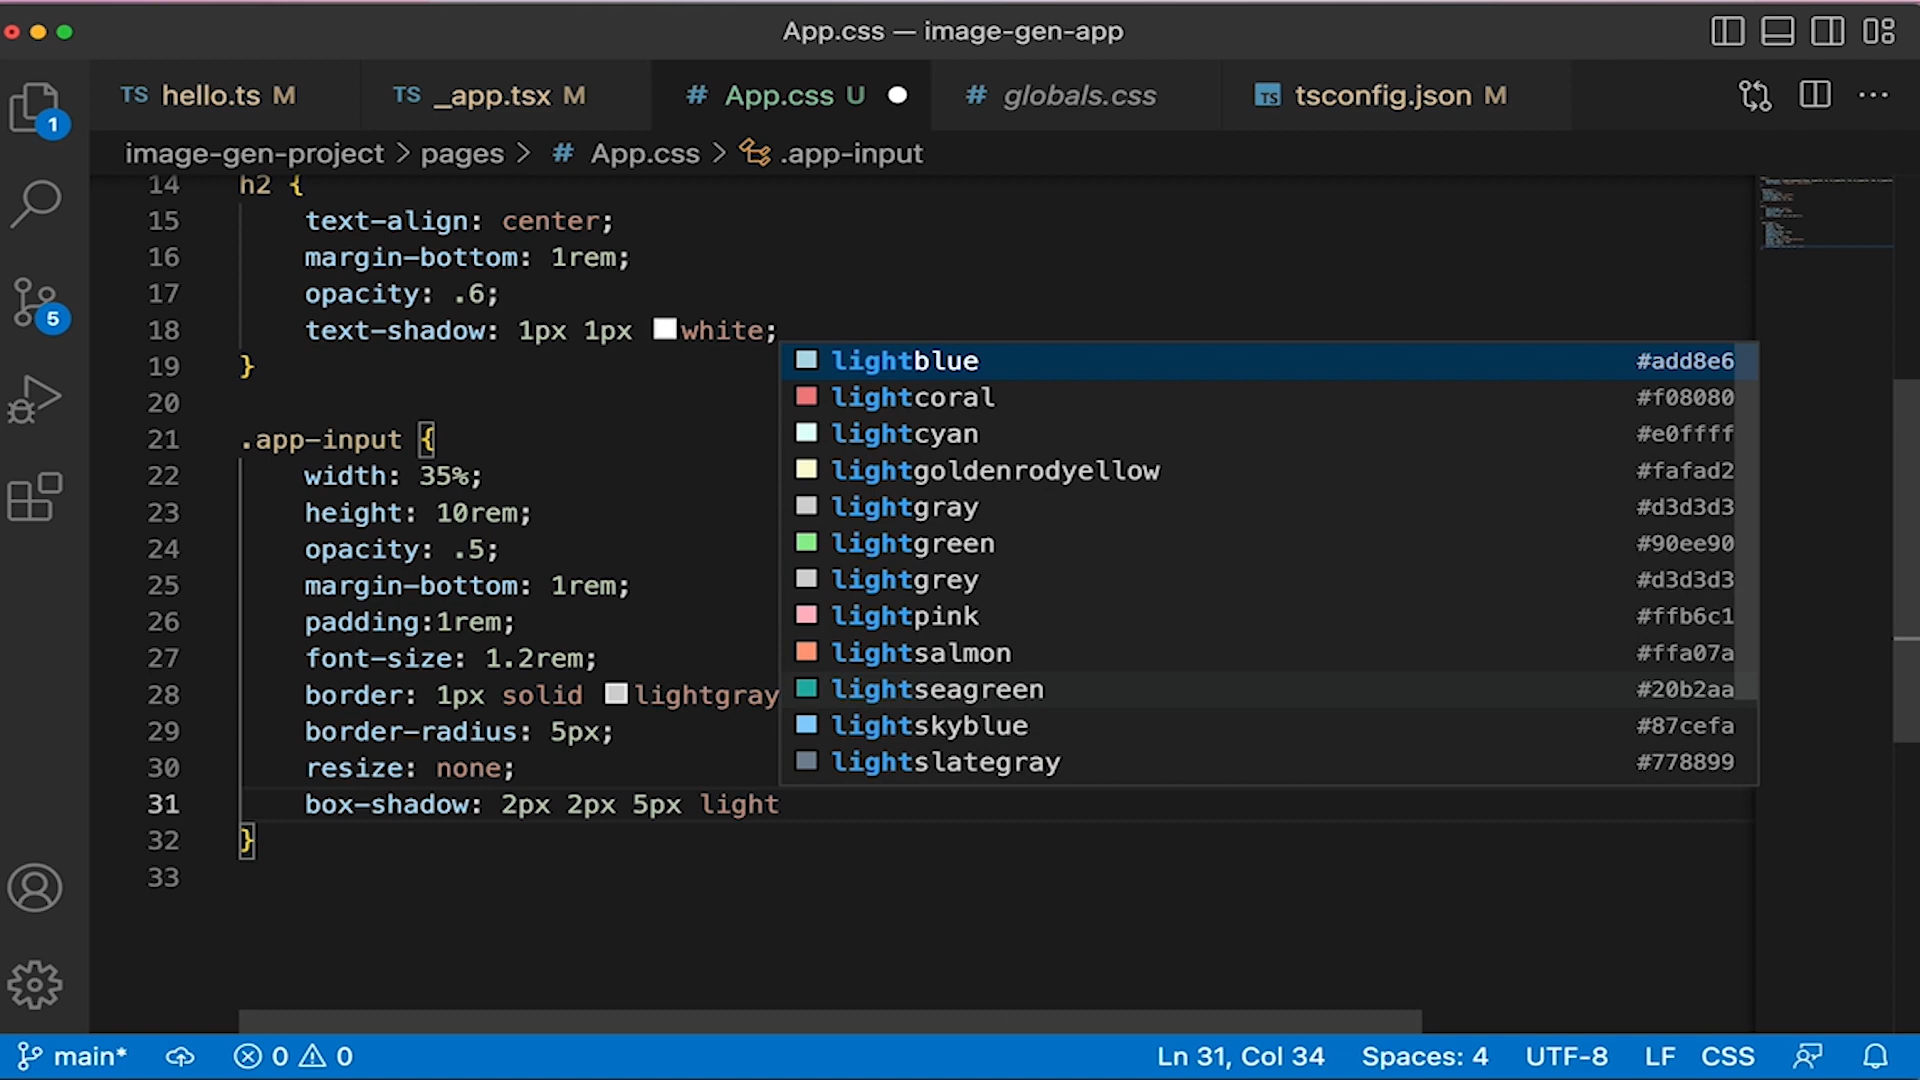 App.css — image-gen-app
TS hello.ts M
TS _app.tsx M
# App.css U
# globals.css
TS tsconfig.json M
1
image-gen-project > pages > # App.css > .app-input
14 h2 {
15 text-align: center;
16 margin-bottom: 1rem;
17 opacity: .6;
18 text-shadow: 1px 1px white;
19 }
20
21 .app-input {
22 width: 35%;
23 height: 10rem;
24 opacity: .5;
25 margin-bottom: 1rem;
26 padding:1rem;
27 font-size: 1.2rem;
28 border: 1px solid lightgray
29 border-radius: 5px;
30 resize: none;
31 box-shadow: 2px 2px 5px light
32 }
33
lightblue #add8e6
lightcoral #f08080
lightcyan #e0ffff
lightgoldenrodyellow #fafad2
lightgray #d3d3d3
lightgreen #90ee90
lightgrey #d3d3d3
lightpink #ffb6c1
lightsalmon #ffa07a
lightseagreen #20b2aa
lightskyblue #87cefa
lightslategray #778899
5
main* 0 0 Ln 31, Col 34 Spaces: 4 UTF-8 LF CSS